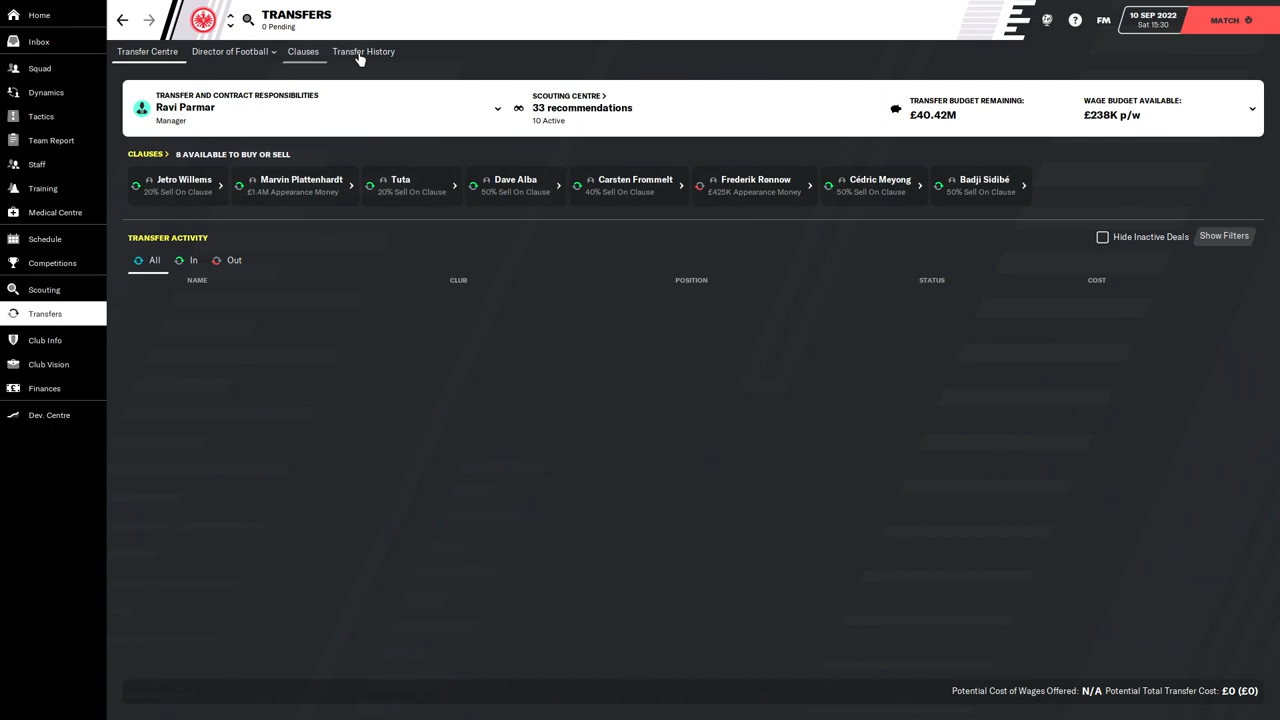 Home
Inbox
Squad
Dynamics
Tactics
Team Report
Staff
Training
Medical Centre
Schedule
Competitions
Scouting
Transfers
Club Info
Club Vision
Finances
Dev. Centre
TRANSFERS
0 Pending
FM
10 SEP 2022
Sat 15:30
MATCH
Transfer Centre
Director of Football
Clauses
Transfer History
TRANSFER AND CONTRACT RESPONSIBILITIES
Ravi Parmar
Manager
SCOUTING CENTRE >
33 recommendations
10 Active
TRANSFER BUDGET REMAINING:
£40.42M
WAGE BUDGET AVAILABLE:
£238K p/w
CLAUSES > 8 AVAILABLE TO BUY OR SELL
Jetro Willems
20% Sell On Clause
Marvin Plattenhardt
£1.4M Appearance Money
Tuta
20% Sell On Clause
Dave Alba
50% Sell On Clause
Carsten Frommelt
40% Sell On Clause
Frederik Rønnow
£425K Appearance Money
Cédric Meyong
50% Sell On Clause
Badji Sidibé
50% Sell On Clause
TRANSFER ACTIVITY
Hide Inactive Deals
Show Filters
All In Out
NAME CLUB POSITION STATUS COST
Potential Cost of Wages Offered: N/A Potential Total Transfer Cost: £0 (£0)